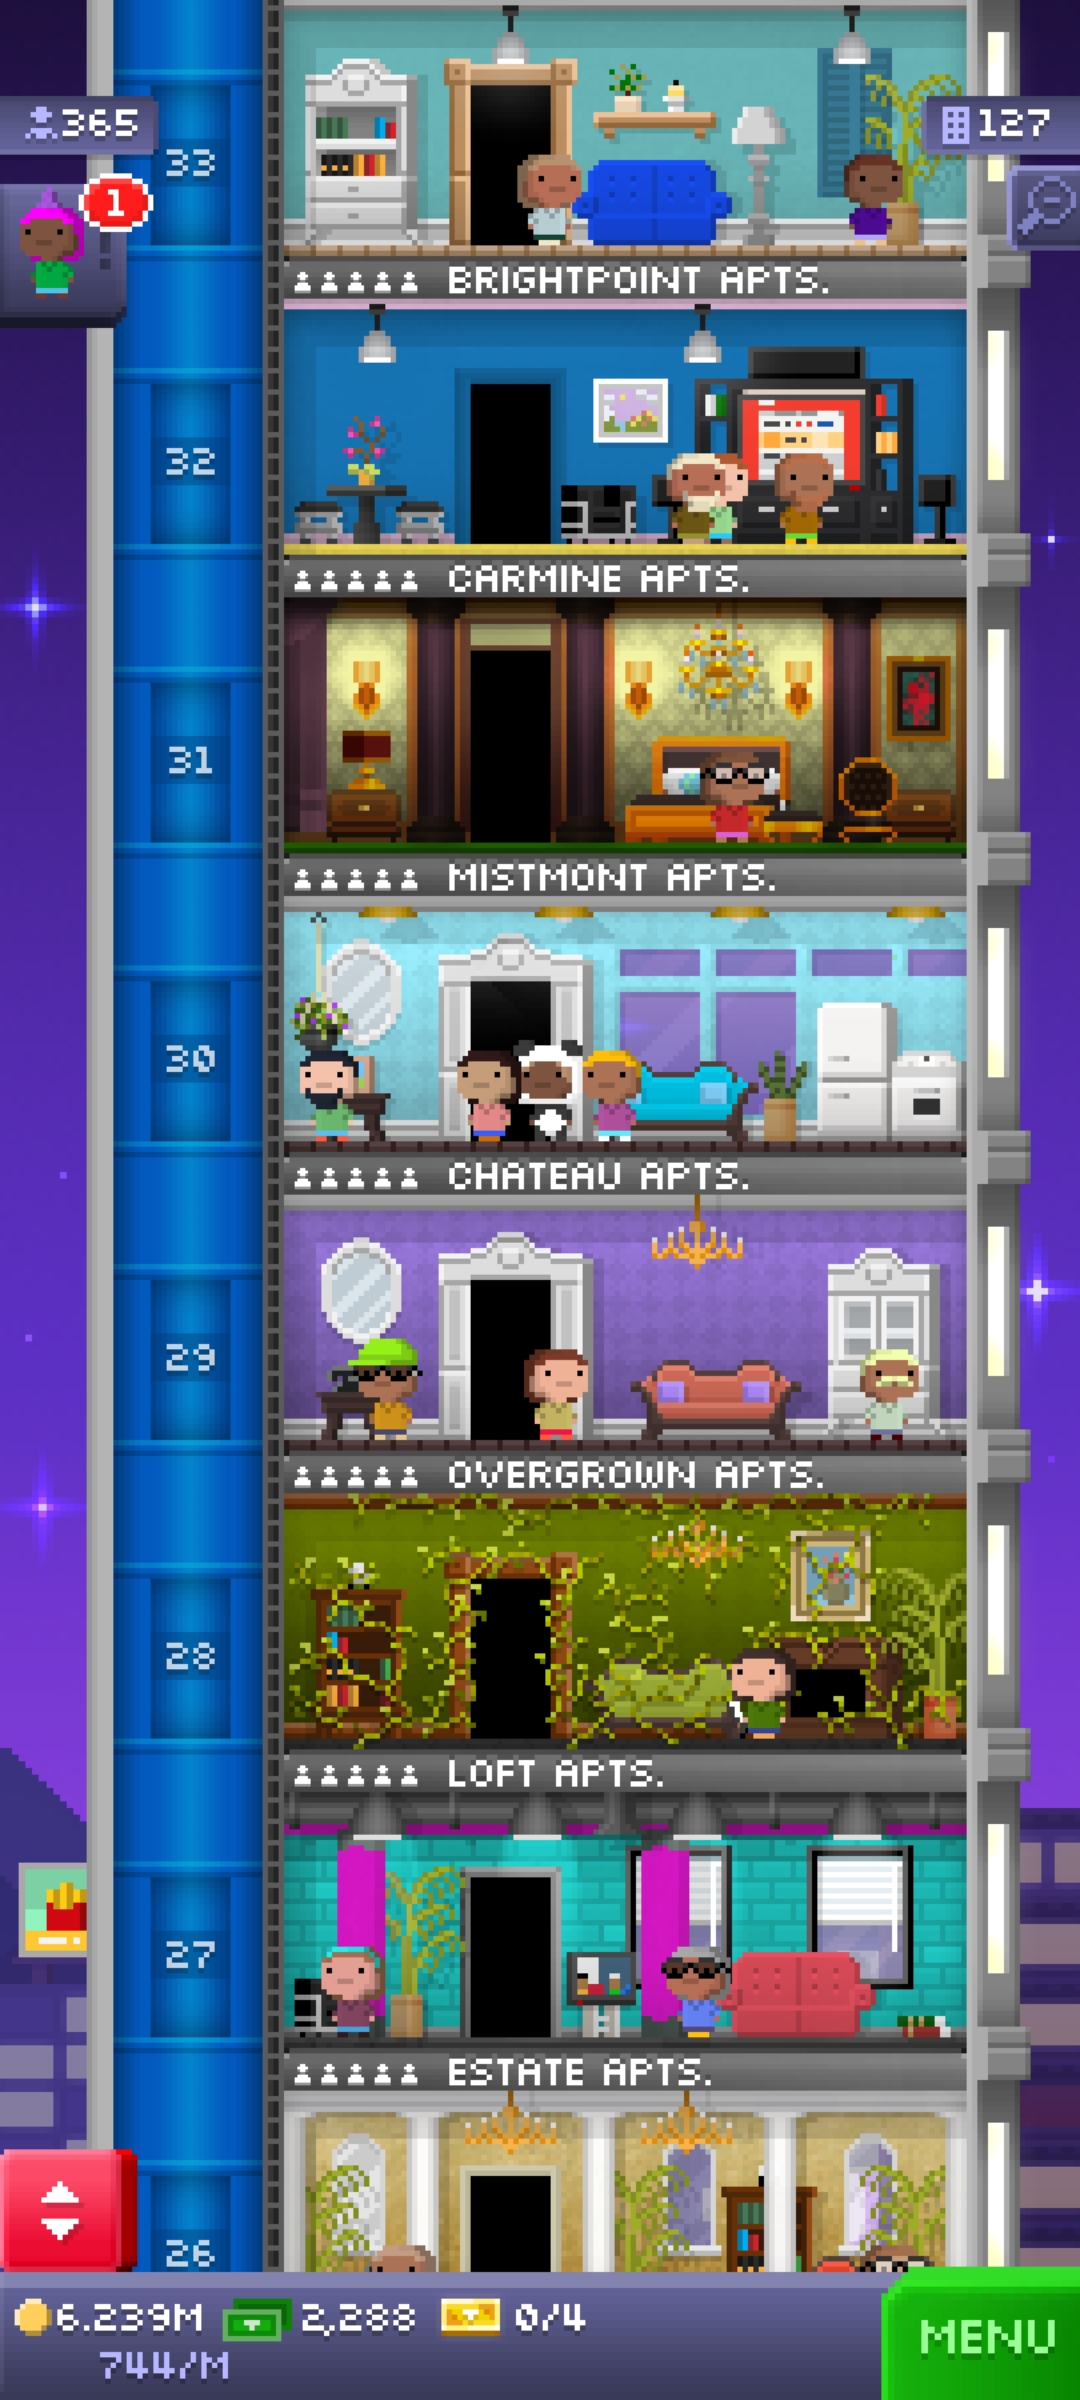 365
127
33
1
BRIGHTPOINT APTS.
32
CARMINE APTS.
31
MISTMONT APTS.
30
CHATEAU APTS.
29
OVERGROWN APTS.
28
LOFT APTS.
27
ESTATE APTS.
26
6.239M 2,288 0/4
744/M
MENU